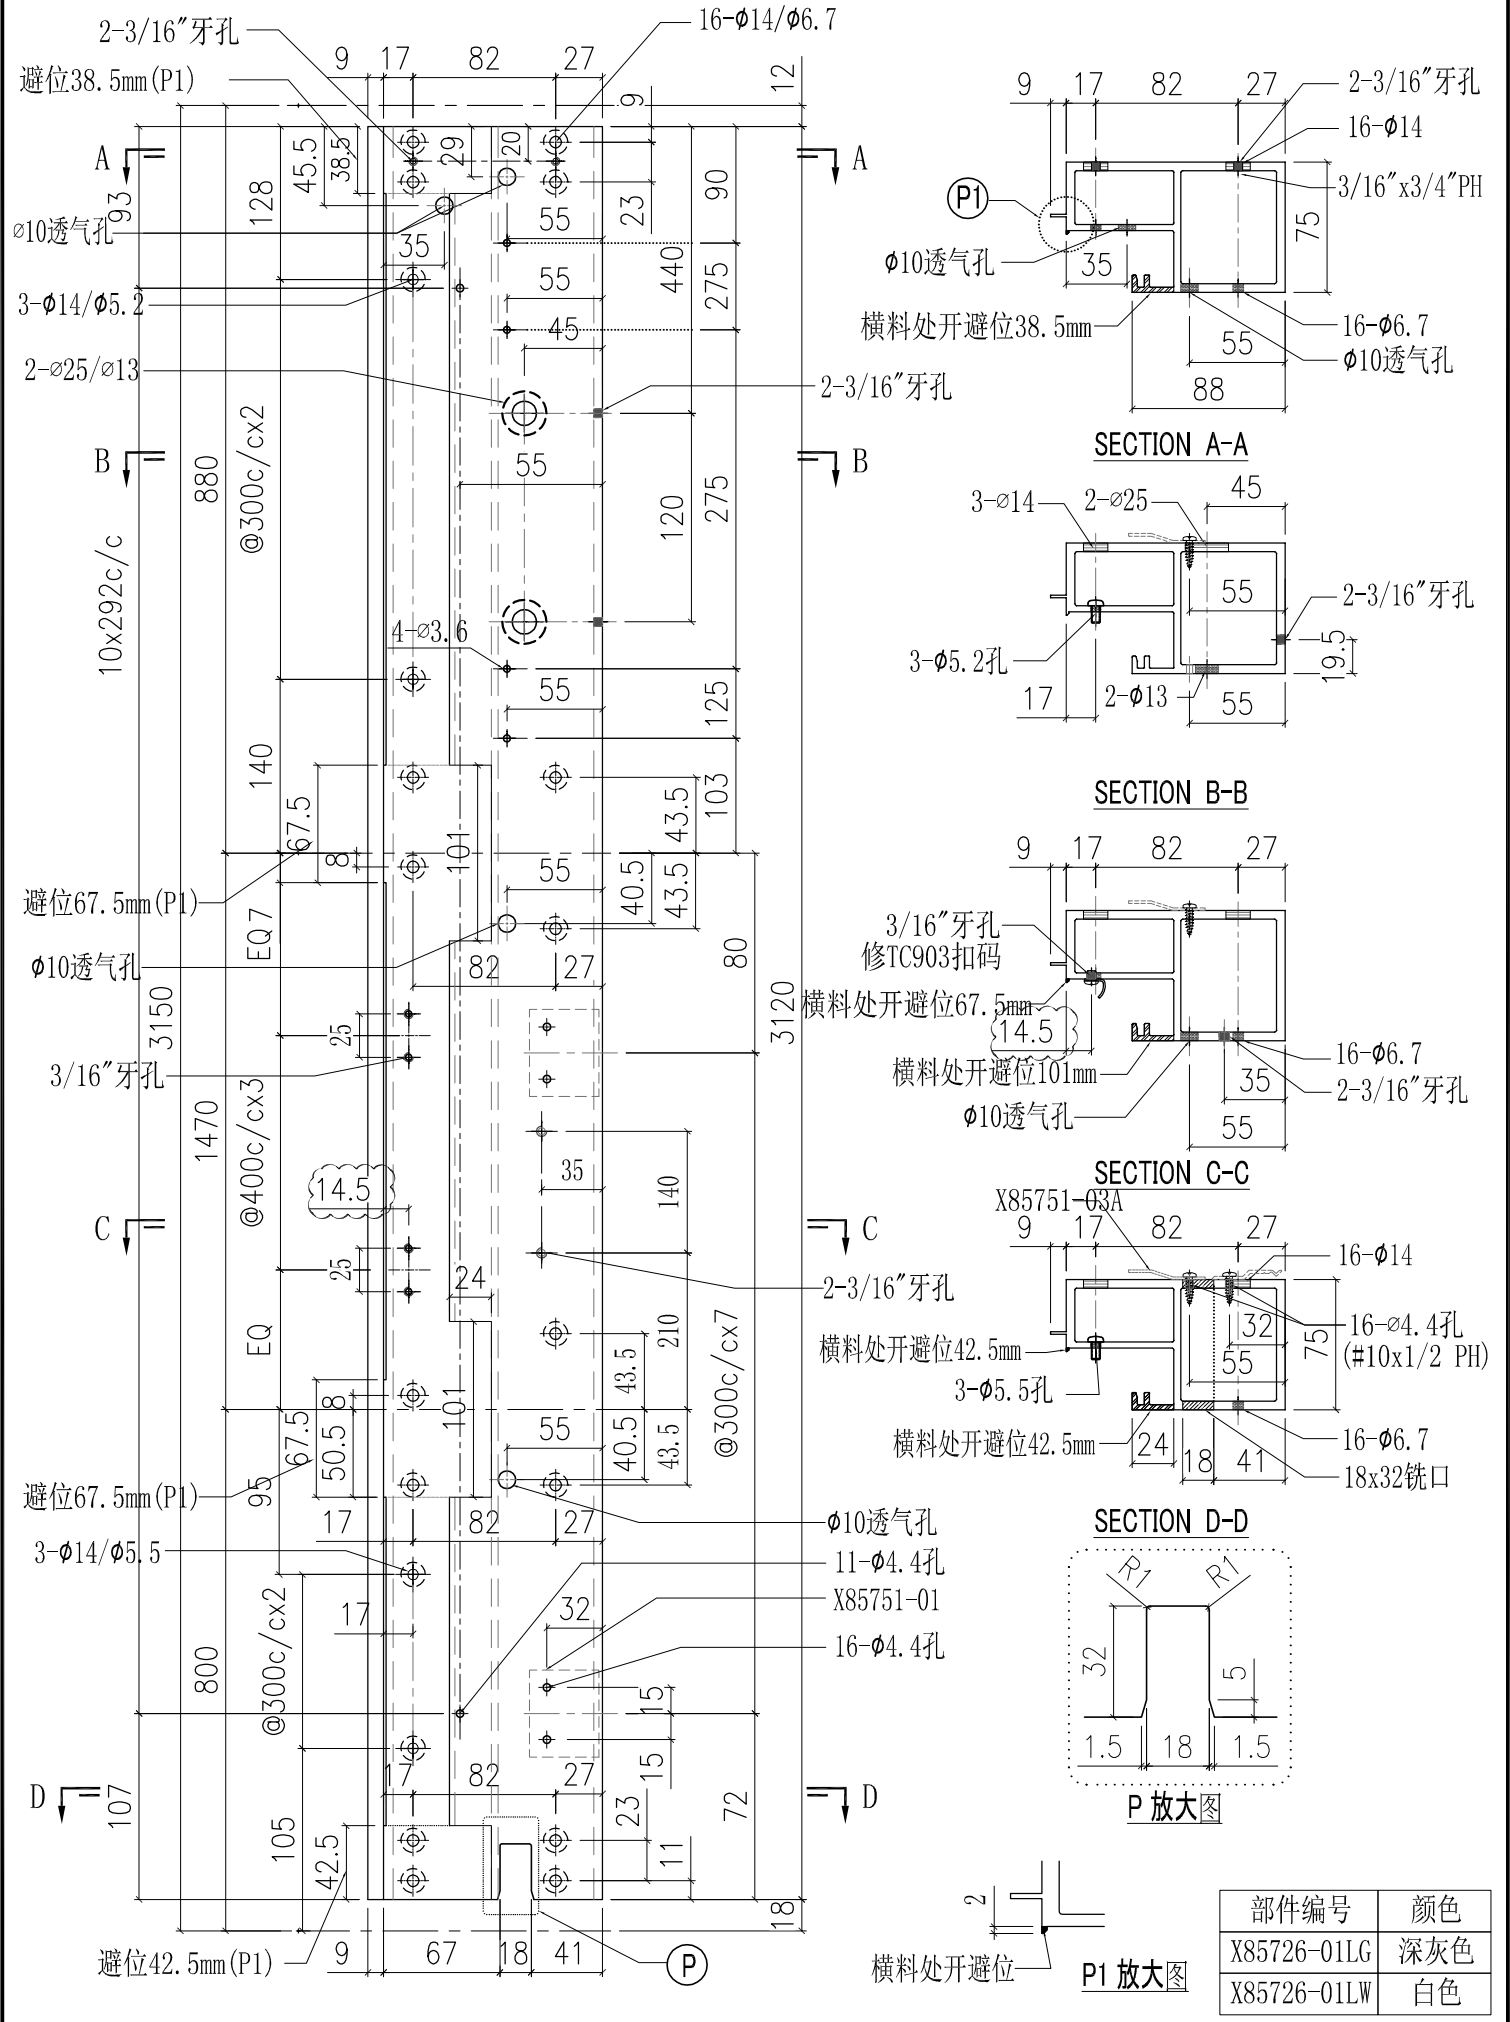 2-3/16"牙孔
避位38.5mm(P1)
9 17 82 27
16-ϕ14/ϕ6.7
12
9
A A
45.5
38.5
29
20
90
128
93
23
ø10透气孔
35
55
440
275
3-ϕ14/ϕ5.2
55
45
2-ø25/ø13
2-3/16"牙孔
B B
880
@300c/cx2
55
120
275
10x292c/c
4-ø3.6
55
125
140
67.5
8
101
43.5
103
避位67.5mm(P1)
EQ7
55
40.5
43.5
ϕ10透气孔
82 27
80
3150
25
3120
3/16"牙孔
1470
@400c/cx3
14.5
35
140
C C
25
24
2-3/16"牙孔
EQ
210
43.5
@300c/cx7
67.5
8
50.5
101
55
40.5
43.5
95
避位67.5mm(P1)
17 82 27
ϕ10透气孔
3-ϕ14/ϕ5.5
11-ϕ4.4孔
X85751-01
17
32
16-ϕ4.4孔
800
@300c/cx2
15
15
17 82 27
D D
107
105
42.5
23
11
72
18
避位42.5mm(P1)
9 67 18 41
P
9 17 82 27
2-3/16"牙孔
16-ϕ14
3/16"x3/4"PH
P1
75
ϕ10透气孔
35
横料处开避位38.5mm
16-ϕ6.7
55
ϕ10透气孔
88
SECTION A-A
3-ø14
2-ø25
45
55
2-3/16"牙孔
19.5
3-ϕ5.2孔
17
2-ϕ13
55
SECTION B-B
9 17 82 27
3/16"牙孔
修TC903扣码
横料处开避位67.5mm
14.5
横料处开避位101mm
16-ϕ6.7
35
2-3/16"牙孔
ϕ10透气孔
55
SECTION C-C
X85751-03A
9 17 82 27
16-ϕ14
32
75
16-ø4.4孔
(#10x1/2 PH)
横料处开避位42.5mm
55
3-ϕ5.5孔
横料处开避位42.5mm
24 18 41
16-ϕ6.7
18x32铣口
SECTION D-D
R1 R1
32
5
1.5 18 1.5
P 放大图
2
横料处开避位
P1 放大图
部件编号 颜色
X85726-01LG 深灰色
X85726-01LW 白色